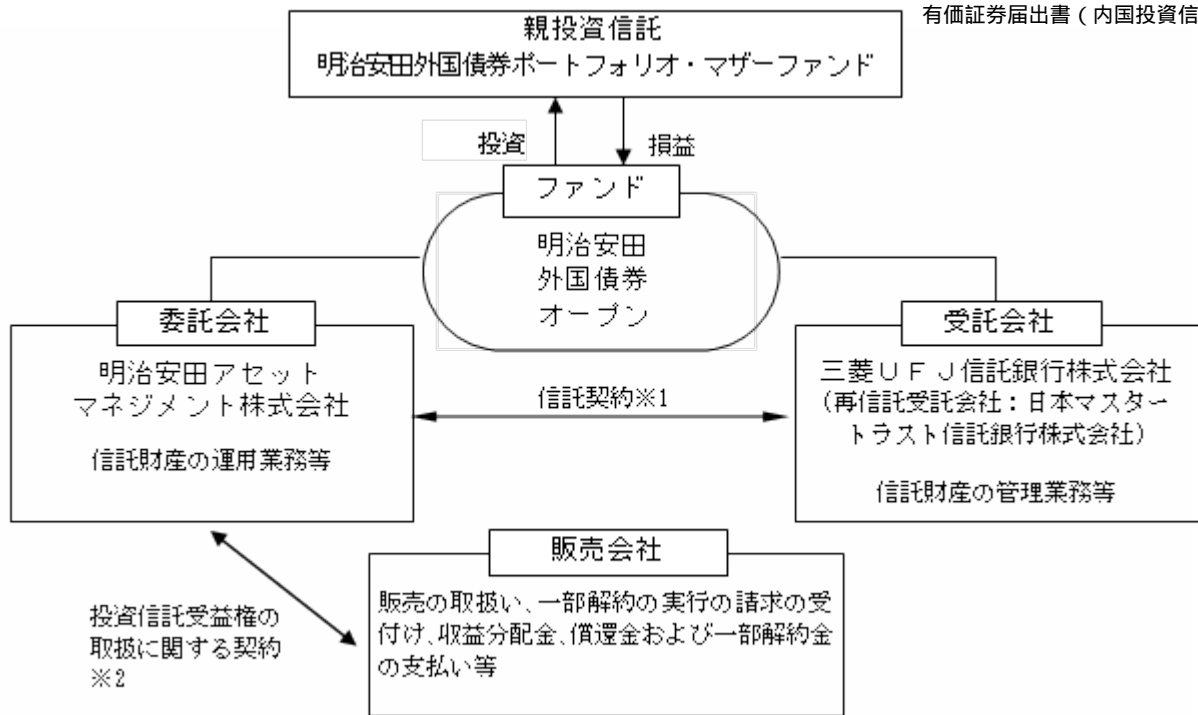 有価証券届出書（内国投資信
親投資信託
明治安田外国債券ポートフォリオ・マザーファンド
投資
損益
ファンド
明治安田
外国債券
オープン
委託会社
明治安田アセット
マネジメント株式会社
信託財産の運用業務等
信託契約※1
受託会社
三菱ＵＦＪ信託銀行株式会社
（再信託受託会社：日本マスター
トラスト信託銀行株式会社）
信託財産の管理業務等
投資信託受益権の
取扱に関する契約
※2
販売会社
販売の取扱い、一部解約の実行の請求の受
付け、収益分配金、償還金および一部解約金
の支払い等